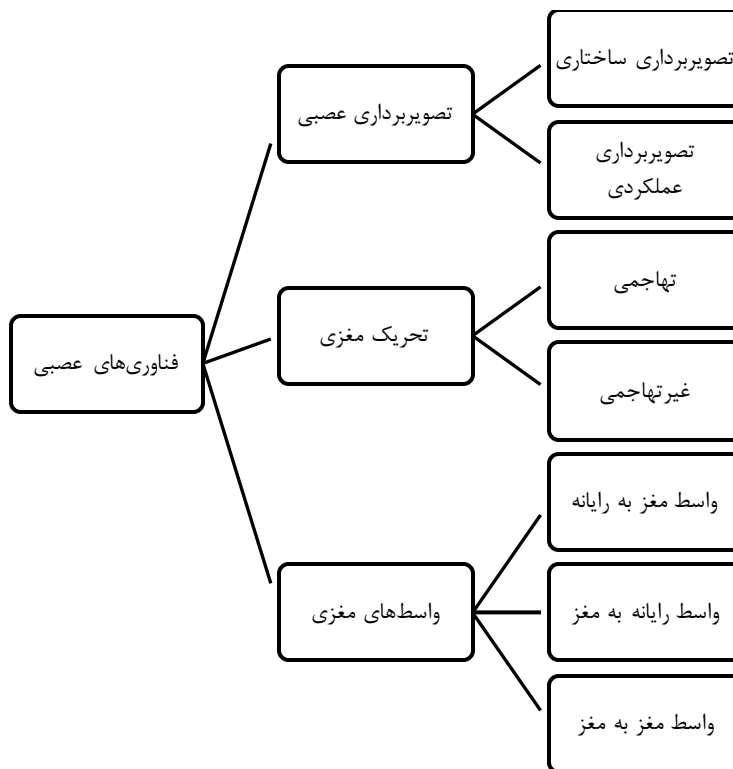 فناوری‌های عصبی
تصویربرداری عصبی
تصویربرداری ساختاری
تصویربرداری
عملکردی
تحریک مغزی
تهاجمی
غیرتهاجمی
واسط‌های مغزی
واسط مغز به رایانه
واسط رایانه به مغز
واسط مغز به مغز